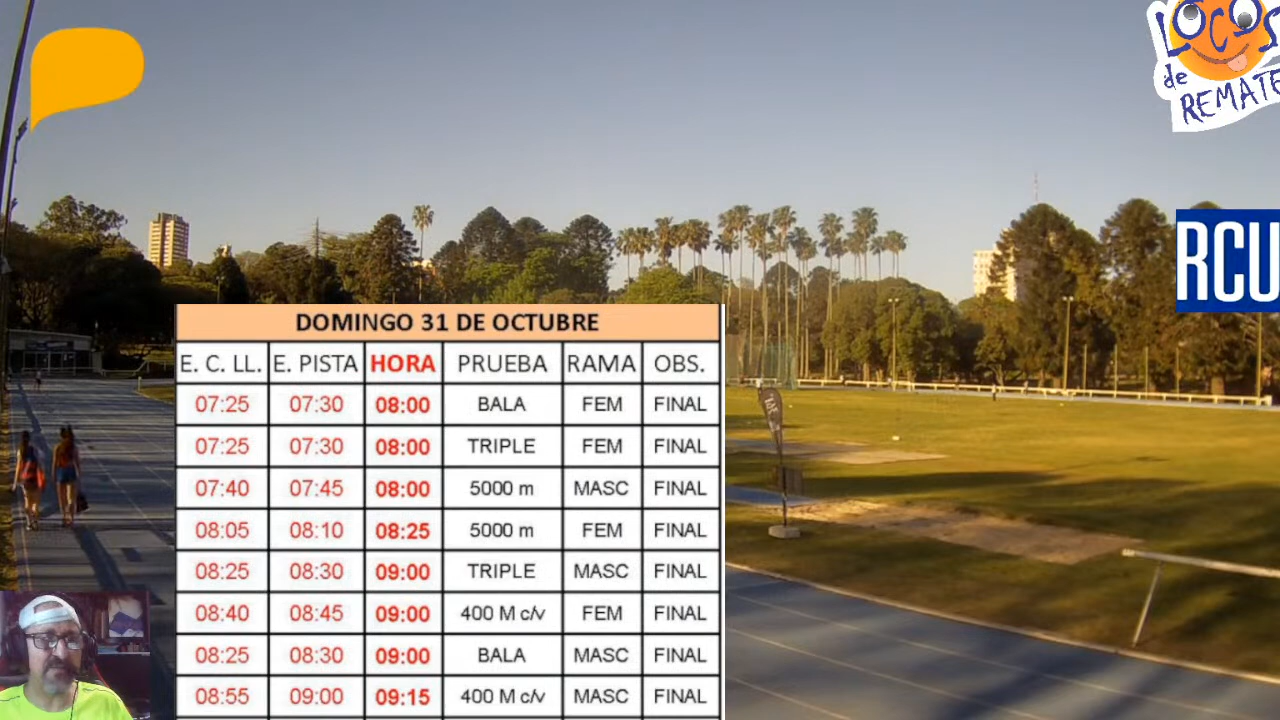 LOCOS
de
REMATE
RCU
DOMINGO 31 DE OCTUBRE
E. C. LL. E. PISTA HORA PRUEBA RAMA OBS.
07:25 07:30 08:00 BALA FEM FINAL
07:25 07:30 08:00 TRIPLE FEM FINAL
07:40 07:45 08:00 5000 m MASC FINAL
08:05 08:10 08:25 5000 m FEM FINAL
08:25 08:30 09:00 TRIPLE MASC FINAL
08:40 08:45 09:00 400 M c/v FEM FINAL
08:25 08:30 09:00 BALA MASC FINAL
08:55 09:00 09:15 400 M c/v MASC FINAL